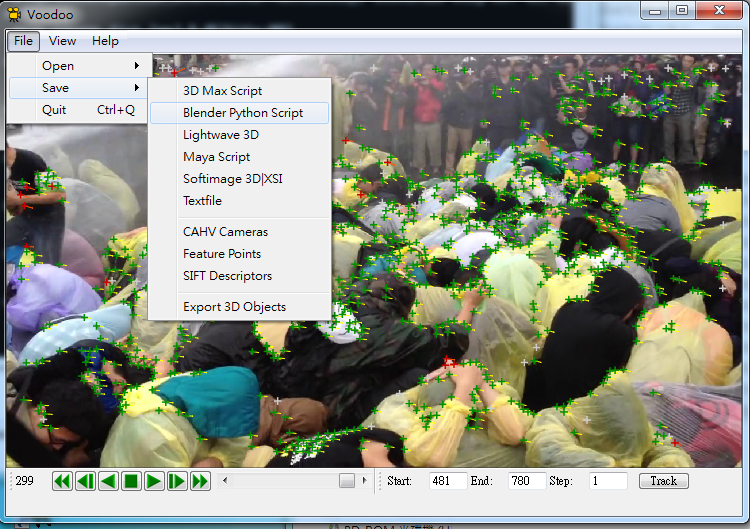 Voodoo
File View Help
Open
Save
Quit Ctrl+Q
3D Max Script
Blender Python Script
Lightwave 3D
Maya Script
Softimage 3D|XSI
Textfile
CAHV Cameras
Feature Points
SIFT Descriptors
Export 3D Objects
299 Start: 481 End: 780 Step: 1 Track